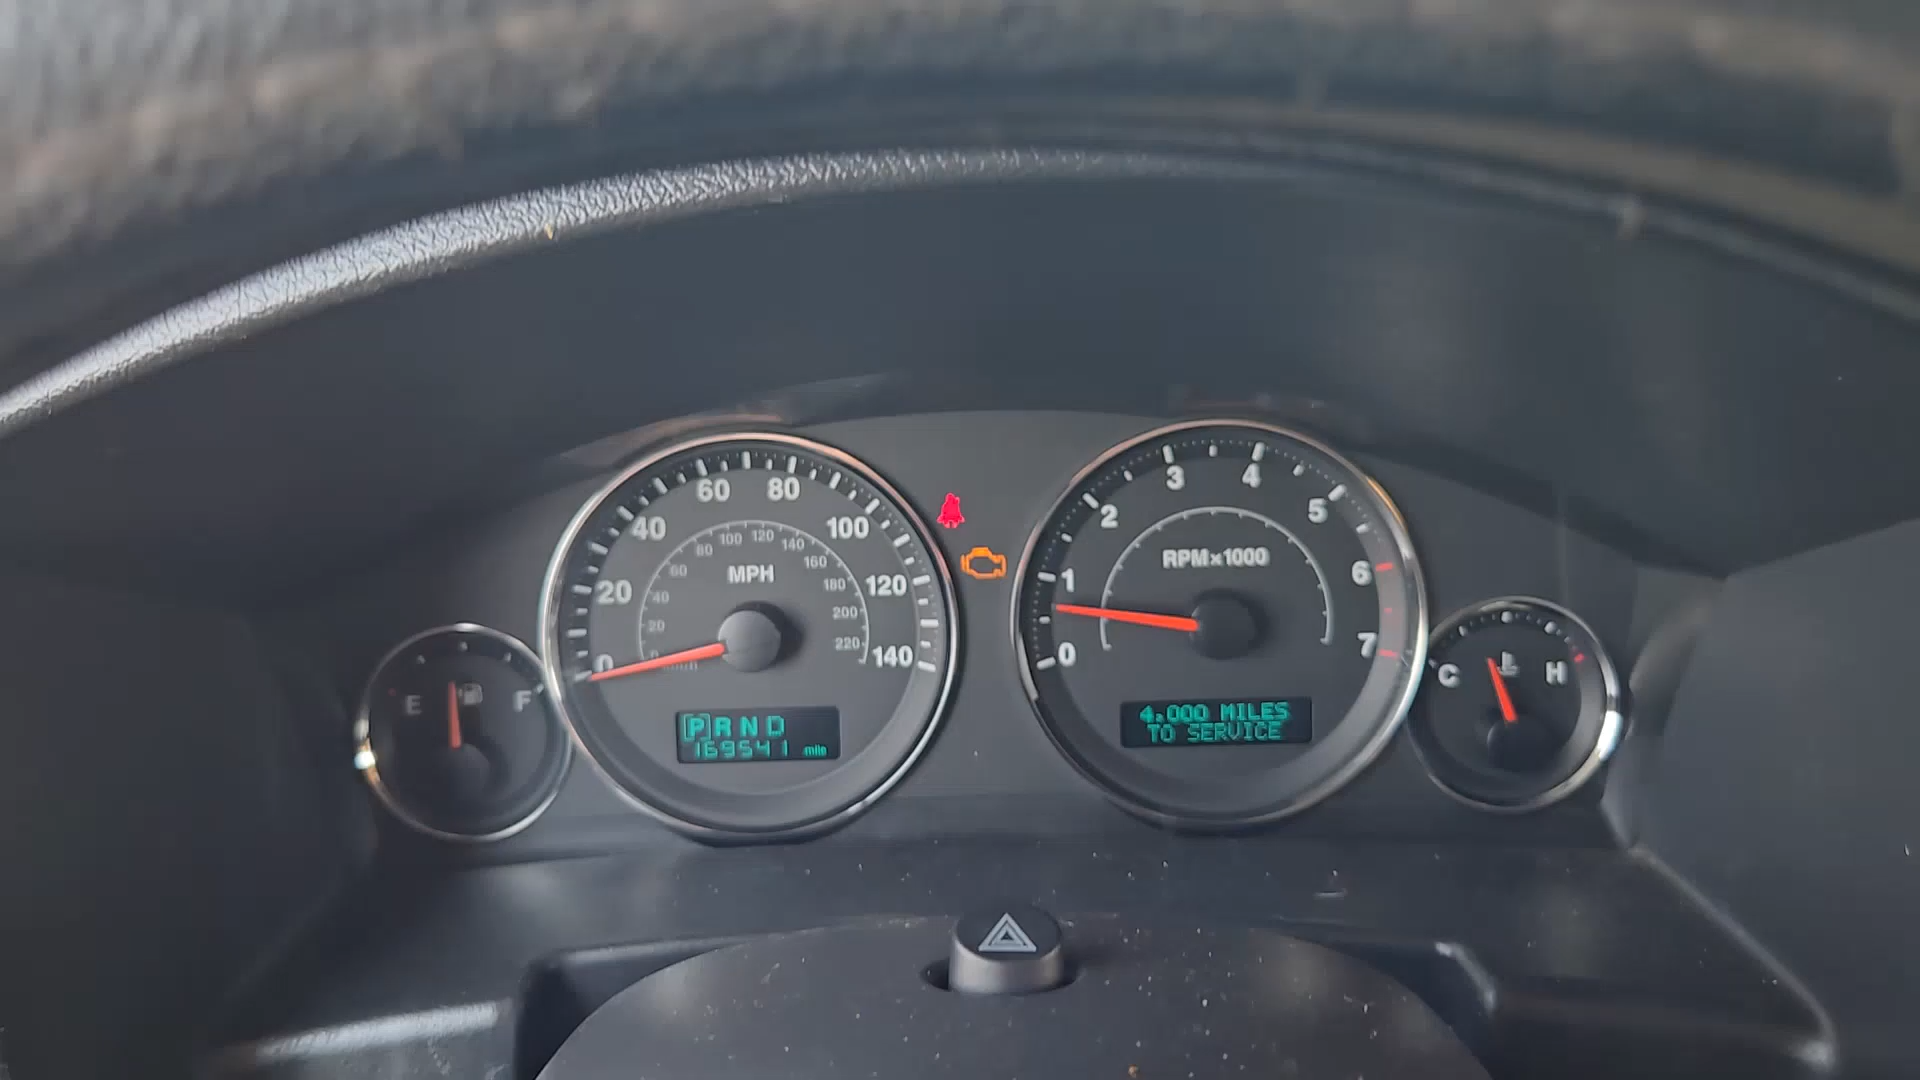 60 80
40 100
20 120
0 140
80 100 120 140
60 160
40 180
20 200
220
MPH
P R N D
169541 mile
3 4
2 5
1 6
0 7
RPM×1000
4,000 MILES
TO SERVICE
E F
C H